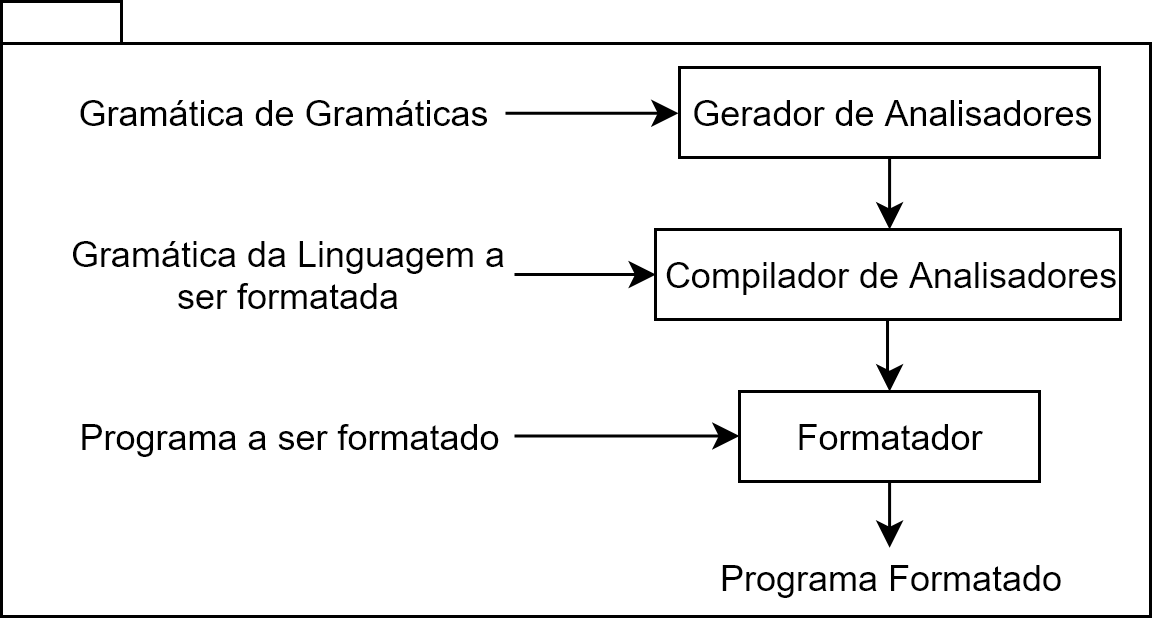 Gramática de Gramáticas
Gerador de Analisadores
Gramática da Linguagem a
ser formatada
Compilador de Analisadores
Programa a ser formatado
Formatador
Programa Formatado